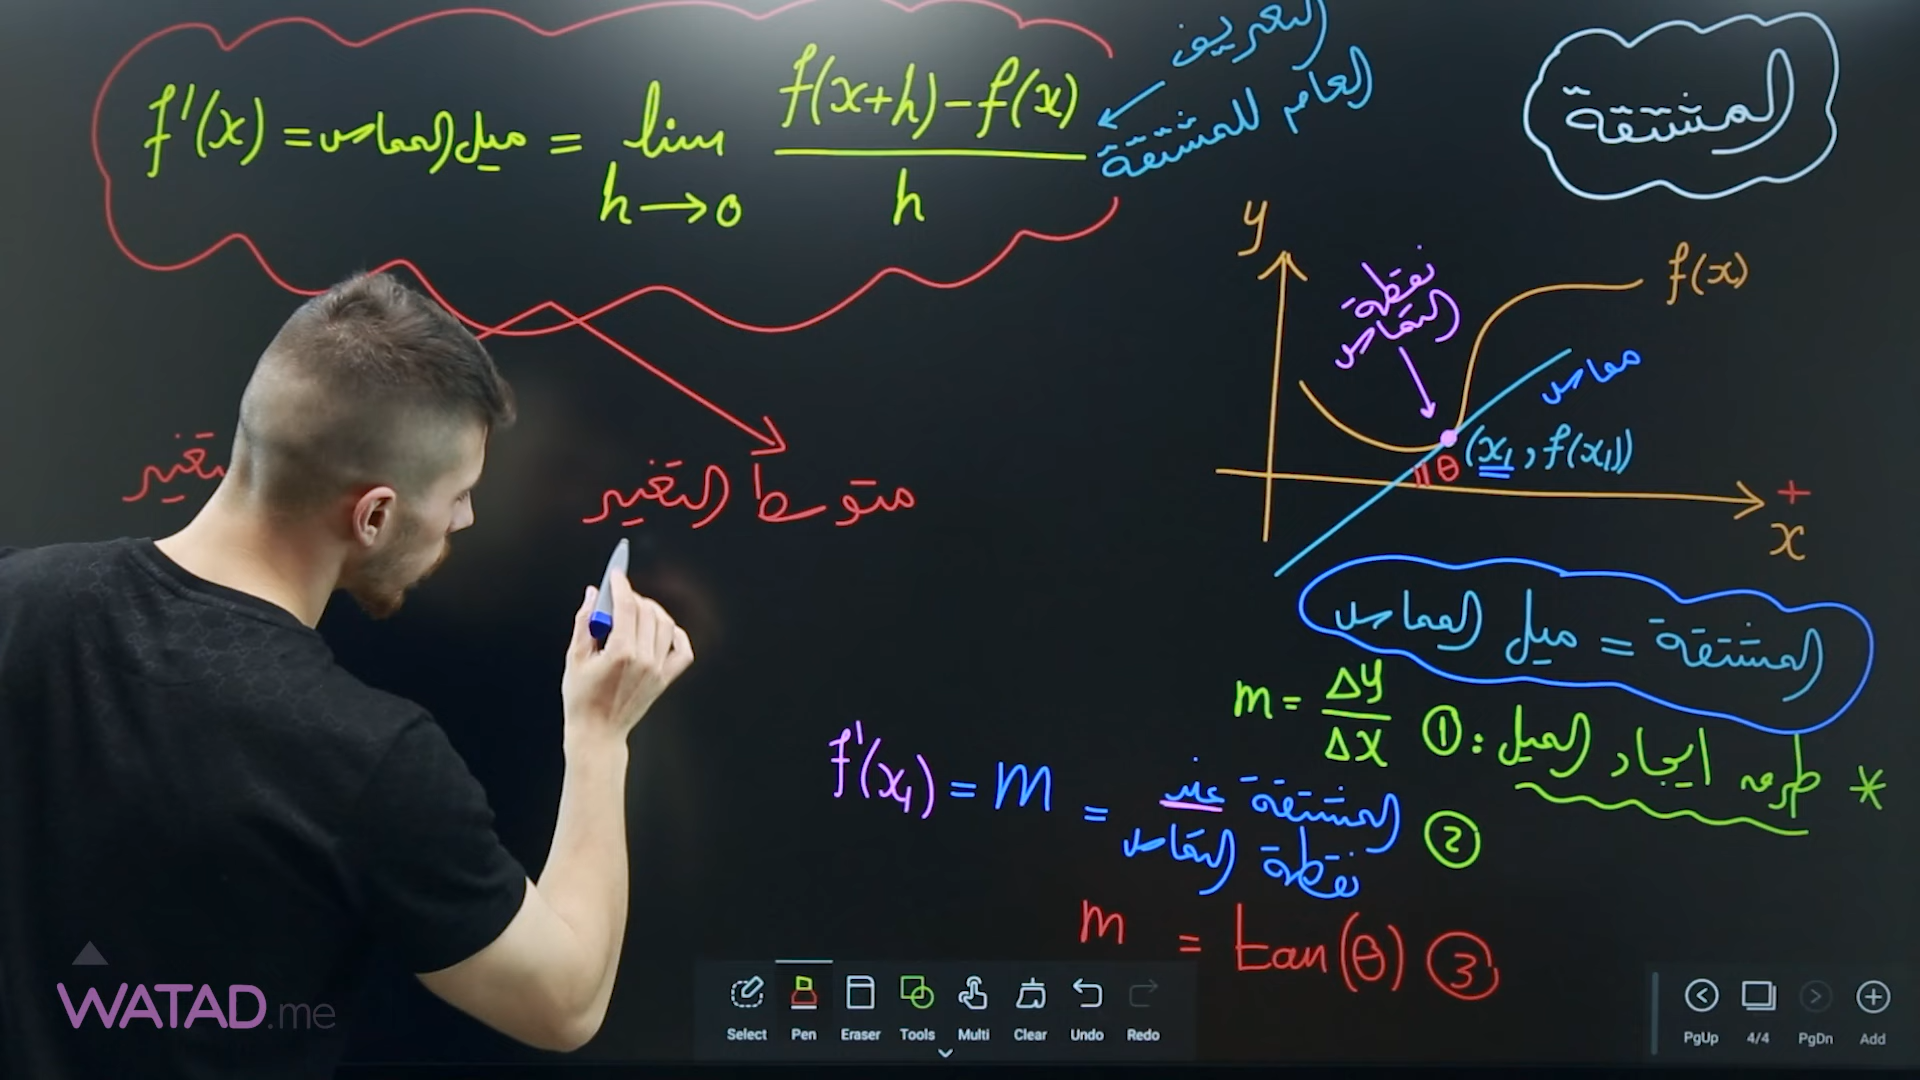 المشتقة
التعريف
العام للمشتقة
f'(x) = ميل المماس = lim h→0 f(x+h) − f(x) / h
y
f(x)
نقطة
التماس
مماس
(x₁, f(x₁))
θ
+
x
التغير
متوسط التغير
المشتقة = ميل المماس
* طرق ايجاد الميل : ① m = Δy / Δx
② f'(x₁) = m = المشتقة عند
نقطة التماس
③ m = tan(θ)
WATAD.me
Select Pen Eraser Tools Multi Clear Undo Redo
PgUp 4/4 PgDn Add